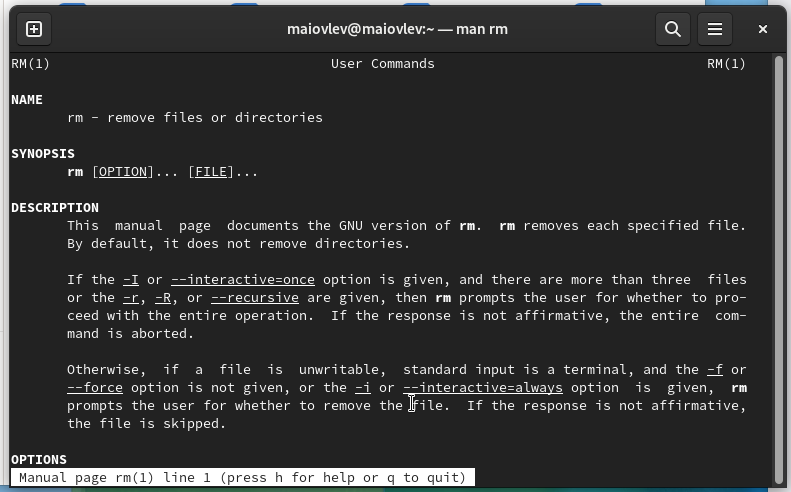 maiovlev@maiovlev:~ — man rm
RM(1) User Commands RM(1)
NAME
rm - remove files or directories
SYNOPSIS
rm [OPTION]... [FILE]...
DESCRIPTION
This manual page documents the GNU version of rm. rm removes each specified file.
By default, it does not remove directories.
If the -I or --interactive=once option is given, and there are more than three files
or the -r, -R, or --recursive are given, then rm prompts the user for whether to pro-
ceed with the entire operation. If the response is not affirmative, the entire com-
mand is aborted.
Otherwise, if a file is unwritable, standard input is a terminal, and the -f or
--force option is not given, or the -i or --interactive=always option is given, rm
prompts the user for whether to remove the file. If the response is not affirmative,
the file is skipped.
OPTIONS
Manual page rm(1) line 1 (press h for help or q to quit)